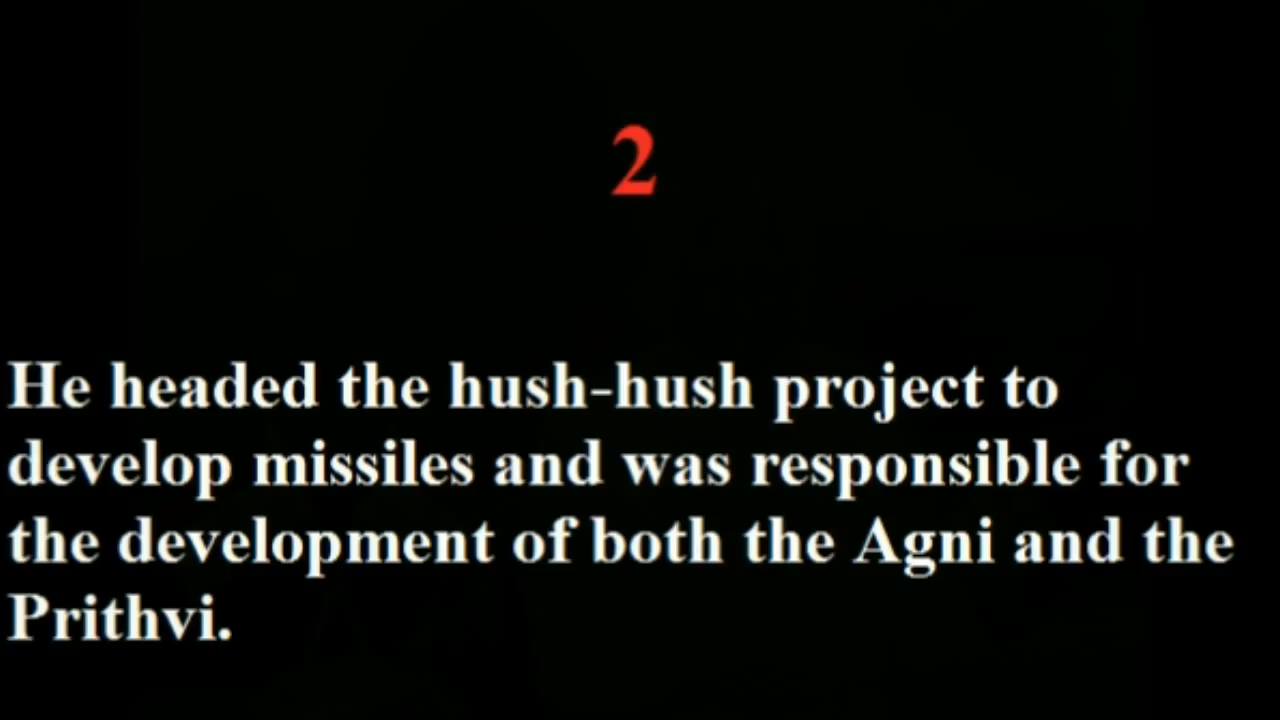 2
He headed the hush-hush project to
develop missiles and was responsible for
the development of both the Agni and the
Prithvi.